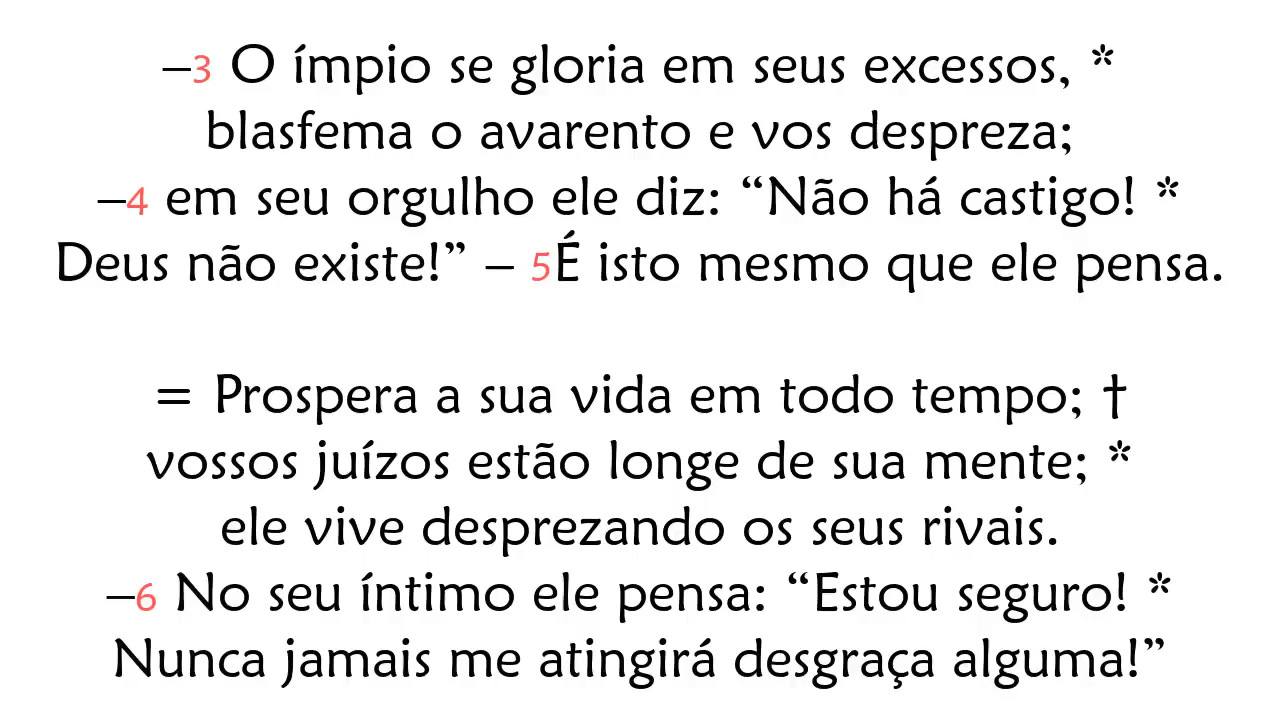 –3 O ímpio se gloria em seus excessos, *
blasfema o avarento e vos despreza;
–4 em seu orgulho ele diz: “Não há castigo! *
Deus não existe!” – 5É isto mesmo que ele pensa.
= Prospera a sua vida em todo tempo; †
vossos juízos estão longe de sua mente; *
ele vive desprezando os seus rivais.
–6 No seu íntimo ele pensa: “Estou seguro! *
Nunca jamais me atingirá desgraça alguma!”